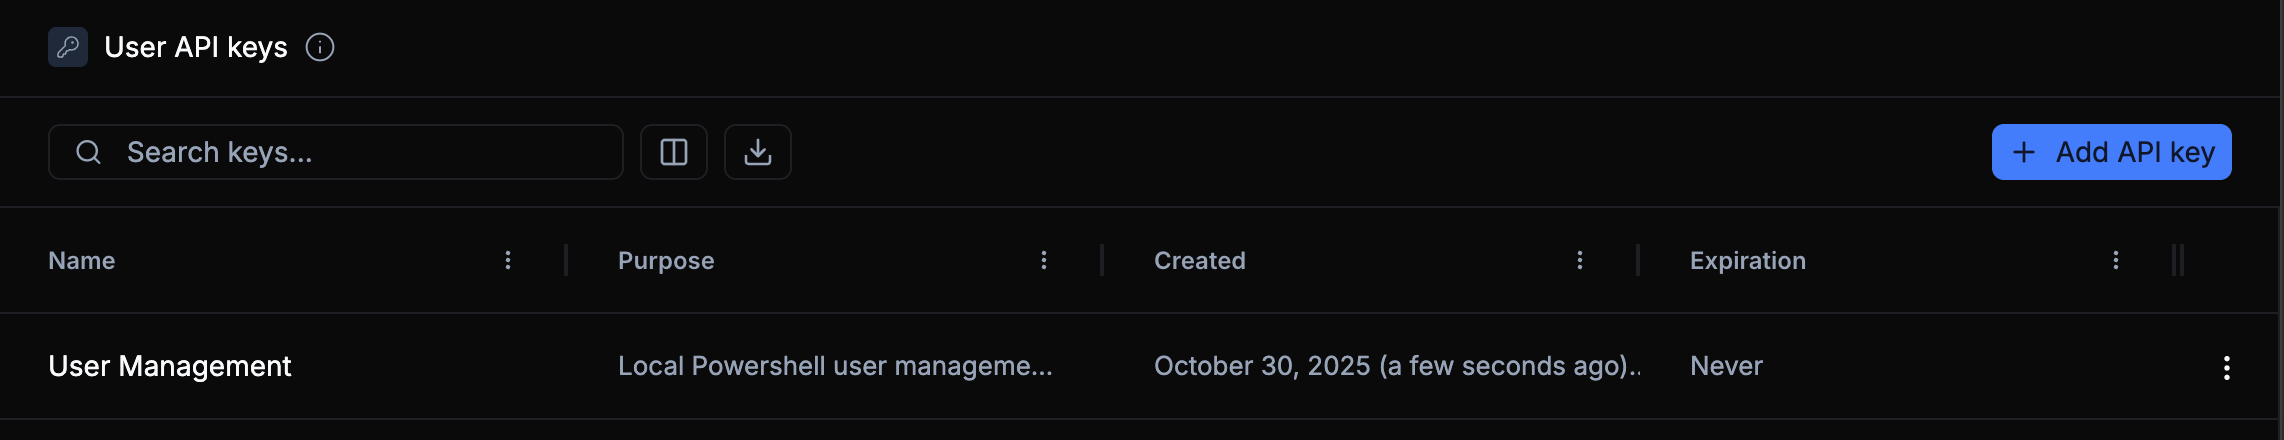 User API keys
Search keys...
Add API key
Name Purpose Created Expiration
User Management Local Powershell user manageme... October 30, 2025 (a few seconds ago).. Never